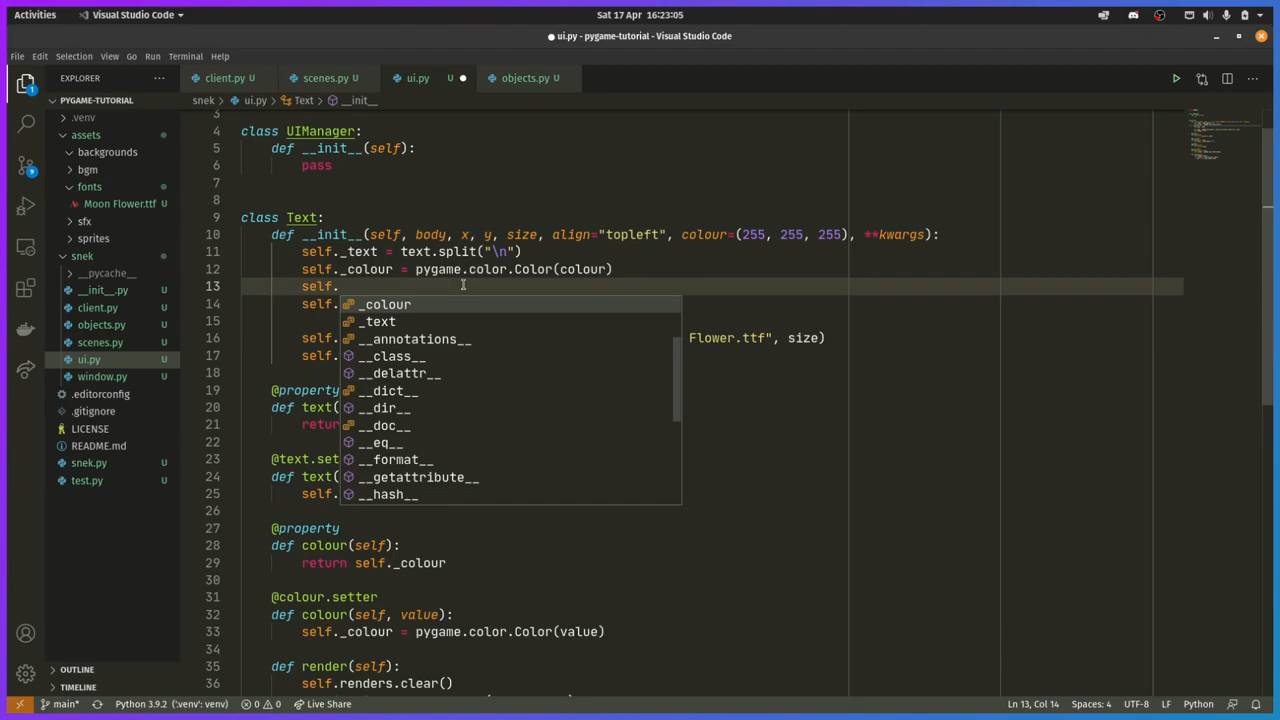 Activities Visual Studio Code Sat 17 Apr 16:23:05
ui.py - pygame-tutorial - Visual Studio Code
File Edit Selection View Go Run Terminal Help
EXPLORER client.py U scenes.py U ui.py U objects.py U
PYGAME-TUTORIAL
.venv
assets
backgrounds
bgm
fonts
Moon Flower.ttf U
sfx
sprites
snek
__pycache__
__init__.py U
client.py U
objects.py U
scenes.py U
ui.py U
window.py U
.editorconfig
.gitignore
LICENSE
README.md
snek.py U
test.py U
OUTLINE
TIMELINE
1
9
snek > ui.py > Text > __init__
3
4 class UIManager:
5 def __init__(self):
6 pass
7
8
9 class Text:
10 def __init__(self, body, x, y, size, align="topleft", colour=(255, 255, 255), **kwargs):
11 self._text = text.split("\n")
12 self._colour = pygame.color.Color(colour)
13 self.
14 self.
15
16 self. Flower.ttf", size)
17 self.
18
19 @property
20 def text(
21 retur
22
23 @text.set
24 def text(
25 self.
26
27 @property
28 def colour(self):
29 return self._colour
30
31 @colour.setter
32 def colour(self, value):
33 self._colour = pygame.color.Color(value)
34
35 def render(self):
36 self.renders.clear()
_colour
_text
__annotations__
__class__
__delattr__
__dict__
__dir__
__doc__
__eq__
__format__
__getattribute__
__hash__
main* Python 3.9.2 ('.venv': venv) 0 0 Live Share Ln 13, Col 14 Spaces: 4 UTF-8 LF Python